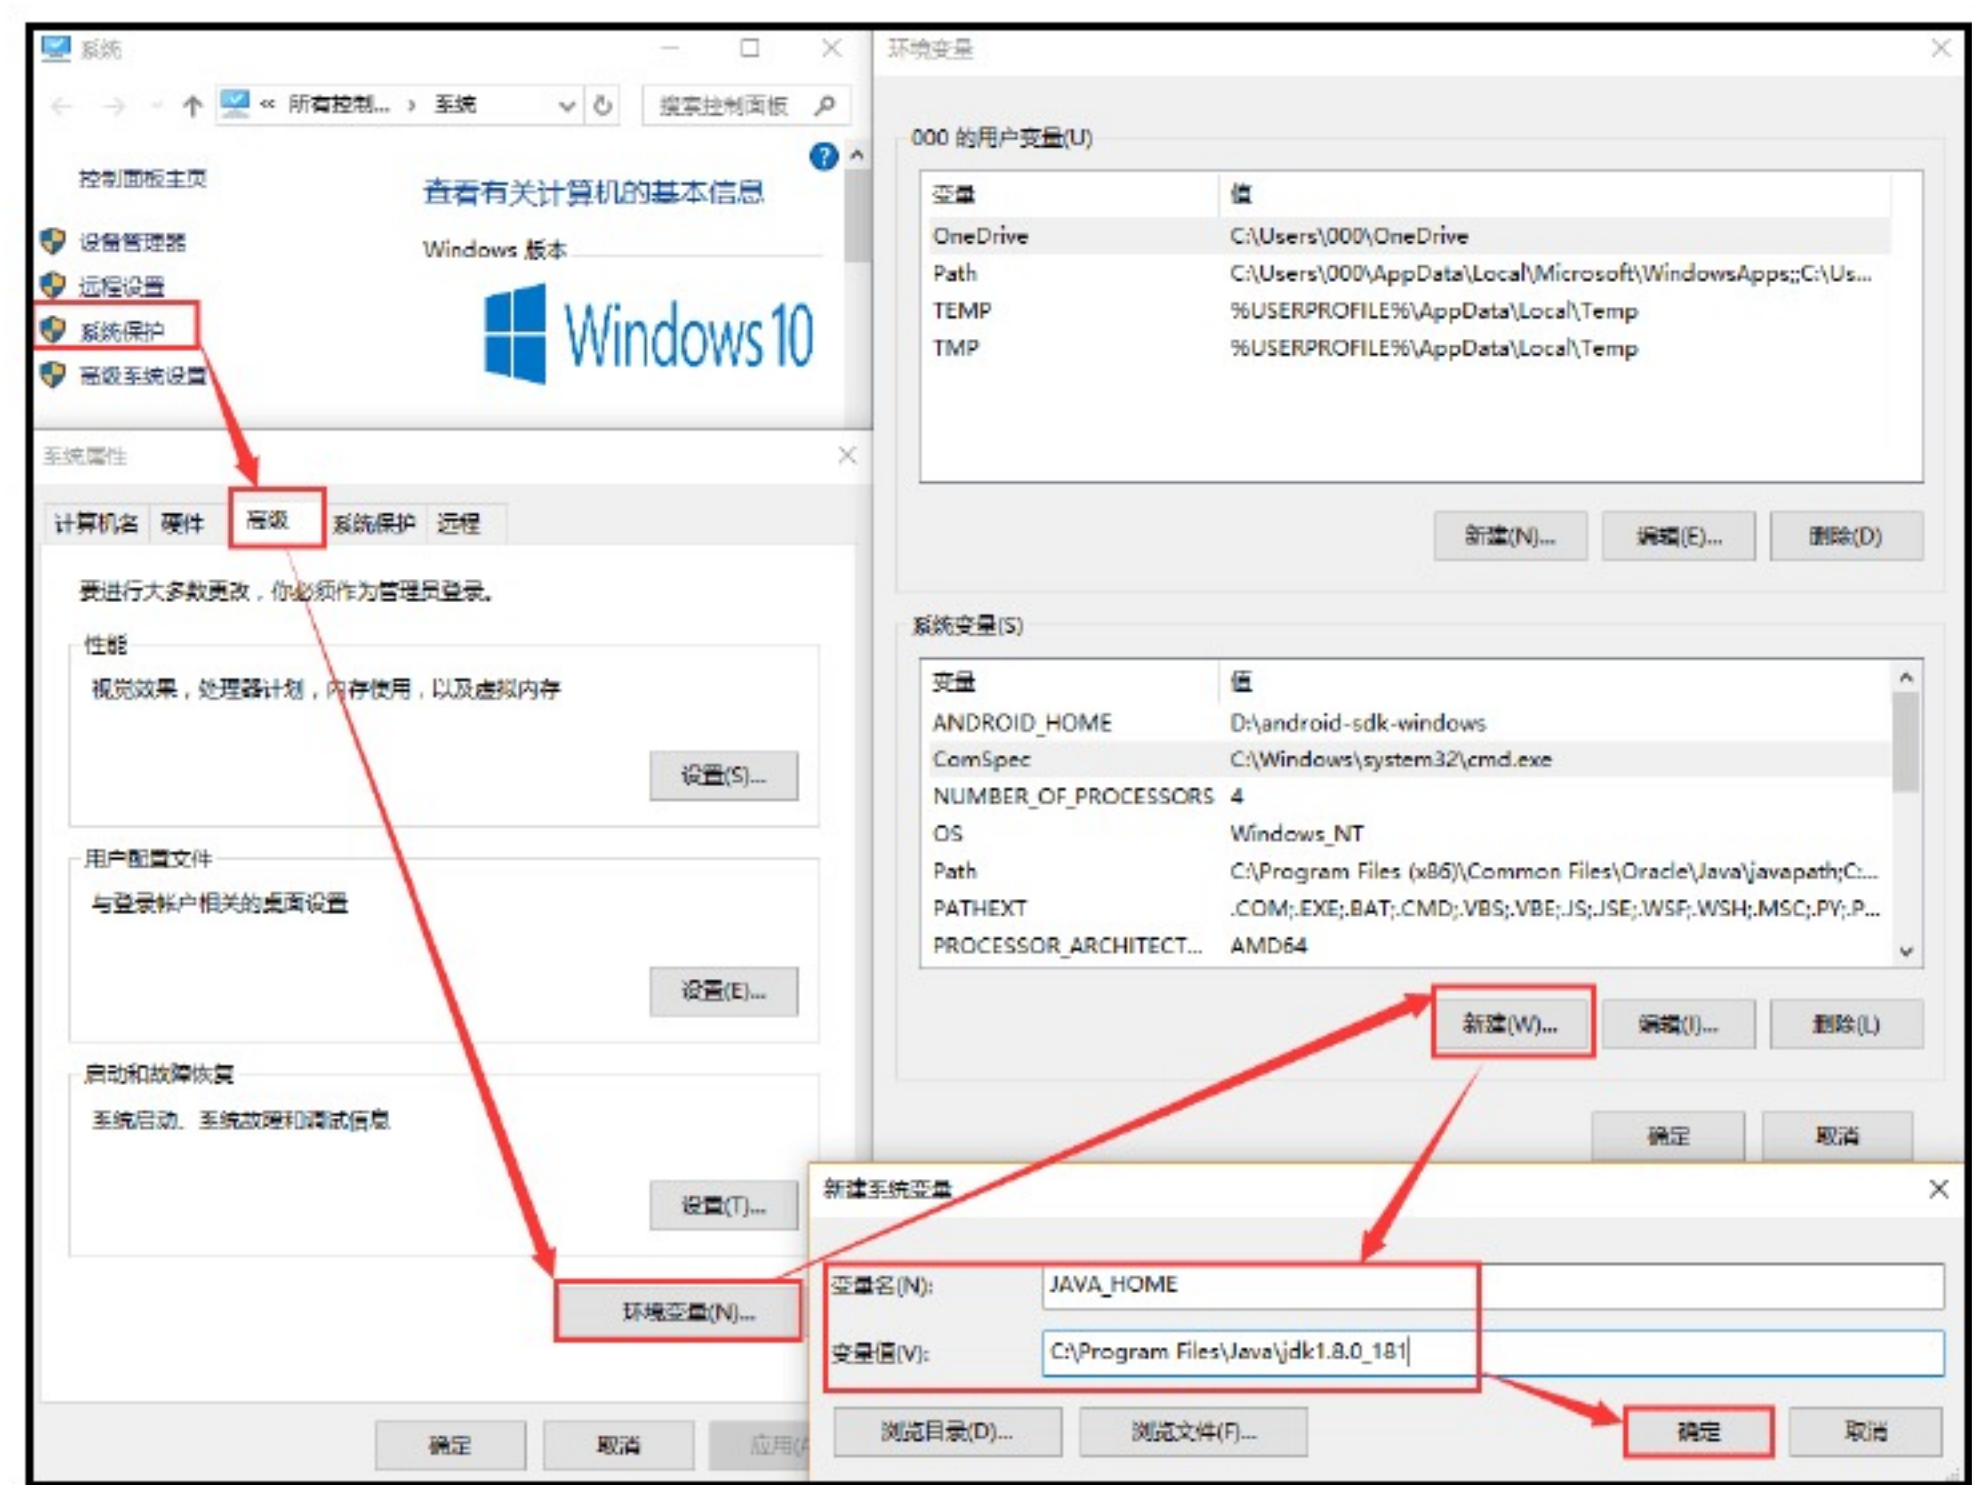 系统
« 所有控制... › 系统
搜索控制面板
控制面板主页
设备管理器
远程设置
系统保护
高级系统设置
查看有关计算机的基本信息
Windows 版本
Windows 10
系统属性
计算机名 硬件 高级 系统保护 远程
要进行大多数更改，你必须作为管理员登录。
性能
视觉效果，处理器计划，内存使用，以及虚拟内存
设置(S)...
用户配置文件
与登录帐户相关的桌面设置
设置(E)...
启动和故障恢复
系统启动、系统故障和调试信息
设置(T)...
环境变量(N)...
确定 取消 应用(A
环境变量
000 的用户变量(U)
变量 值
OneDrive C:\Users\000\OneDrive
Path C:\Users\000\AppData\Local\Microsoft\WindowsApps;;C:\Us...
TEMP %USERPROFILE%\AppData\Local\Temp
TMP %USERPROFILE%\AppData\Local\Temp
新建(N)... 编辑(E)... 删除(D)
系统变量(S)
变量 值
ANDROID_HOME D:\android-sdk-windows
ComSpec C:\Windows\system32\cmd.exe
NUMBER_OF_PROCESSORS 4
OS Windows_NT
Path C:\Program Files (x86)\Common Files\Oracle\Java\javapath;C:...
PATHEXT .COM;.EXE;.BAT;.CMD;.VBS;.VBE;.JS;.JSE;.WSF;.WSH;.MSC;.PY;.P...
PROCESSOR_ARCHITECT... AMD64
新建(W)... 编辑(I)... 删除(L)
确定 取消
新建系统变量
变量名(N): JAVA_HOME
变量值(V): C:\Program Files\Java\jdk1.8.0_181
浏览目录(D)... 浏览文件(F)... 确定 取消